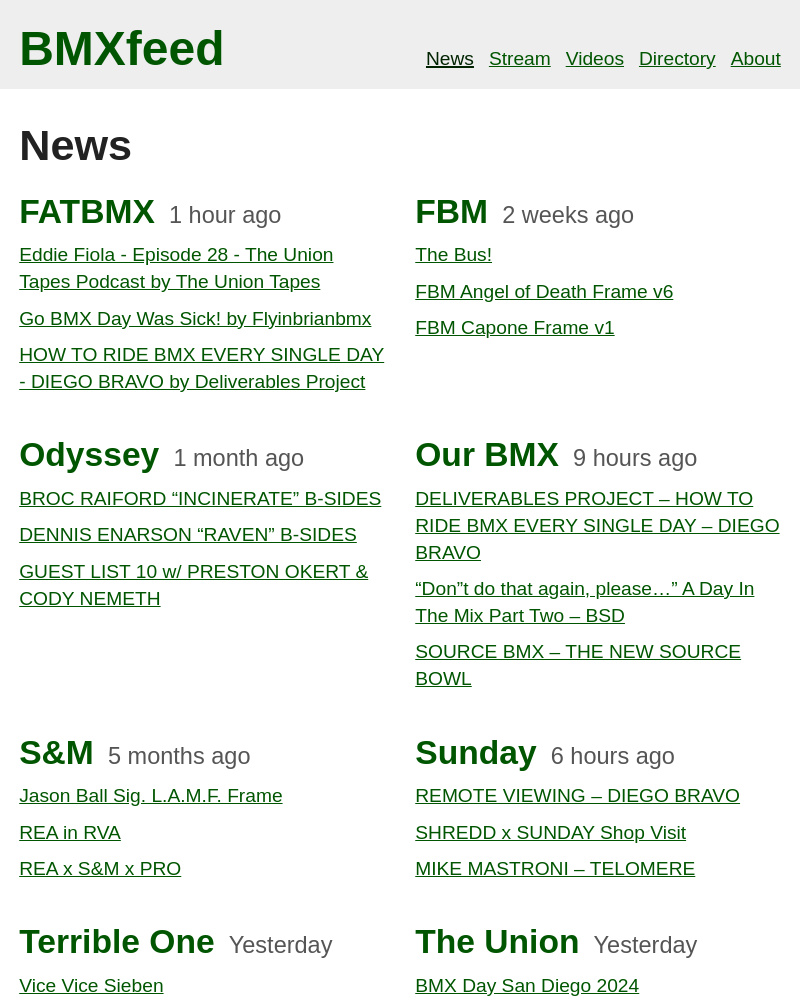 BMXfeed
News Stream Videos Directory About
News
FATBMX 1 hour ago
Eddie Fiola - Episode 28 - The Union
Tapes Podcast by The Union Tapes
Go BMX Day Was Sick! by Flyinbrianbmx
HOW TO RIDE BMX EVERY SINGLE DAY
- DIEGO BRAVO by Deliverables Project
FBM 2 weeks ago
The Bus!
FBM Angel of Death Frame v6
FBM Capone Frame v1
Odyssey 1 month ago
BROC RAIFORD “INCINERATE” B-SIDES
DENNIS ENARSON “RAVEN” B-SIDES
GUEST LIST 10 w/ PRESTON OKERT &
CODY NEMETH
Our BMX 9 hours ago
DELIVERABLES PROJECT – HOW TO
RIDE BMX EVERY SINGLE DAY – DIEGO
BRAVO
“Don”t do that again, please…” A Day In
The Mix Part Two – BSD
SOURCE BMX – THE NEW SOURCE
BOWL
S&M 5 months ago
Jason Ball Sig. L.A.M.F. Frame
REA in RVA
REA x S&M x PRO
Sunday 6 hours ago
REMOTE VIEWING – DIEGO BRAVO
SHREDD x SUNDAY Shop Visit
MIKE MASTRONI – TELOMERE
Terrible One Yesterday
Vice Vice Sieben
The Union Yesterday
BMX Day San Diego 2024